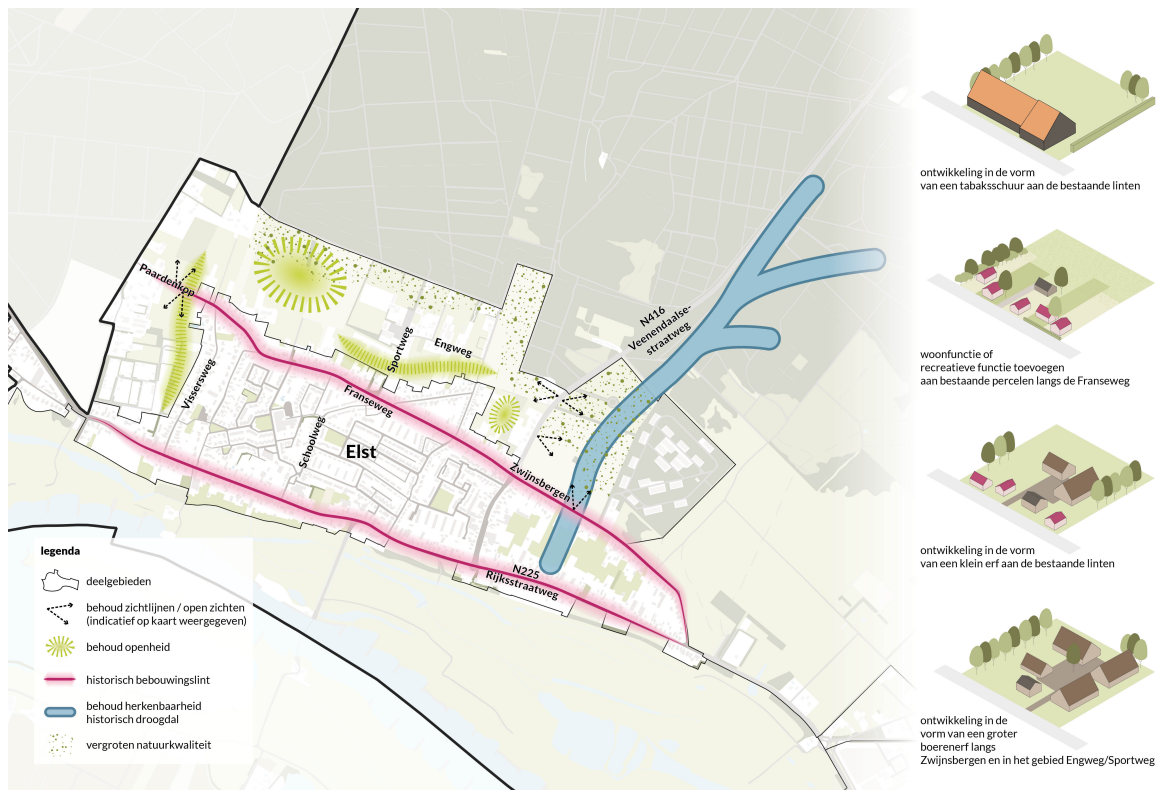 Paardenkop
Vissersweg
Sportweg
Engweg
Franseweg
Schoolweg
Elst
Zwijnsbergen
N416
Veenendaalse-
straatweg
N225
Rijksstraatweg
legenda
deelgebieden
behoud zichtlijnen / open zichten
(indicatief op kaart weergegeven)
behoud openheid
historisch bebouwingslint
behoud herkenbaarheid
historisch droogdal
vergroten natuurkwaliteit
ontwikkeling in de vorm
van een tabaksschuur aan de bestaande linten
woonfunctie of
recreatieve functie toevoegen
aan bestaande percelen langs de Franseweg
ontwikkeling in de vorm
van een klein erf aan de bestaande linten
ontwikkeling in de
vorm van een groter
boerenerf langs
Zwijnsbergen en in het gebied Engweg/Sportweg